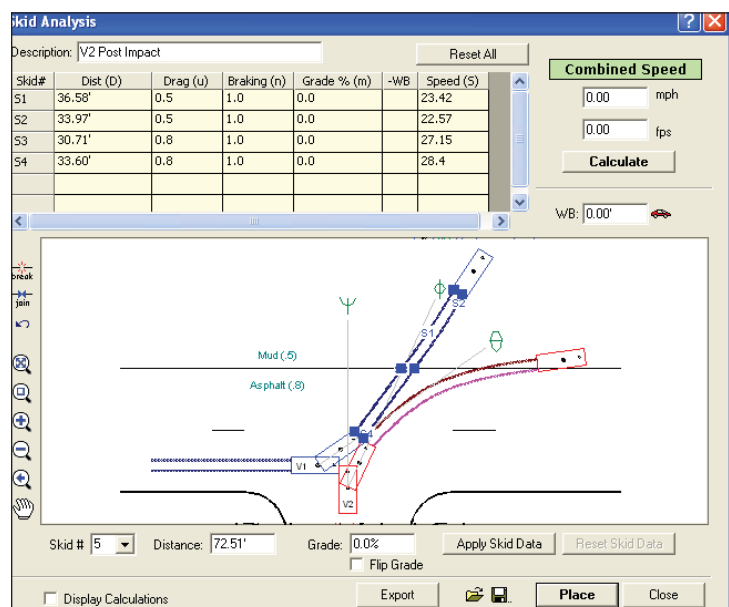 Skid Analysis
Description: V2 Post Impact
Reset All
Combined Speed
0.00 mph
0.00 fps
Calculate
WB: 0.00'
Skid# Dist (D) Drag (u) Braking (n) Grade % (m) -WB Speed (S)
S1 36.58' 0.5 1.0 0.0 23.42
S2 33.97' 0.5 1.0 0.0 22.57
S3 30.71' 0.8 1.0 0.0 27.15
S4 33.60' 0.8 1.0 0.0 28.4
break
join
Ψ
ϕ
θ
S2
S1
Mud (.5)
Asphalt (.8)
S4
V1
V2
Skid # 5 Distance: 72.51' Grade: 0.0% Apply Skid Data Reset Skid Data
Flip Grade
Display Calculations Export Place Close